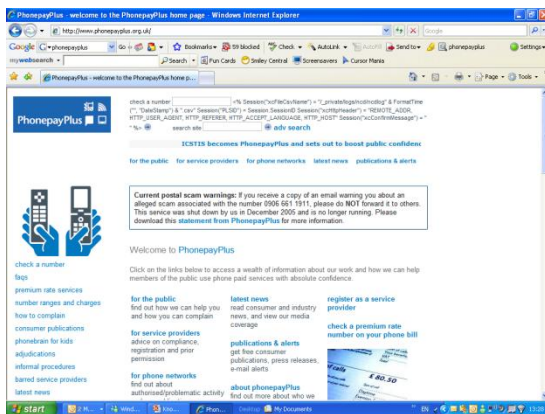 PhonepayPlus - welcome to the PhonepayPlus home page - Windows Internet Explorer
http://www.phonepayplus.org.uk/
Google
Google
phonepayplus
Go
Bookmarks
59 blocked
Check
AutoLink
AutoFill
Send to
phonepayplus
Settings
mywebsearch
Search
Fun Cards
Smiley Central
Screensavers
Cursor Mania
PhonepayPlus - welcome to the PhonepayPlus home p...
Page
Tools
PhonepayPlus
check a number
search site
adv search
ICSTIS becomes PhonepayPlus and sets out to boost public confidenc
for the public
for service providers
for phone networks
latest news
publications & alerts
Current postal scam warnings: If you receive a copy of an email warning you about an
alleged scam associated with the number 0906 661 1911, please do NOT forward it to others.
This service was shut down by us in December 2005 and is no longer running. Please
download this statement from PhonepayPlus for more information.
Welcome to PhonepayPlus
Click on the links below to access a wealth of information about our work and how we can help
members of the public use phone paid services with absolute confidence.
check a number
faqs
premium rate services
number ranges and charges
how to complain
consumer publications
phonebrain for kids
adjudications
informal procedures
barred service providers
latest news
for the public
find out how we can help you
and how you can complain
for service providers
advice on compliance,
registration and prior
permission
for phone networks
find out about
authorised/problematic activity
latest news
read consumer and industry
news, and view our media
coverage
publications & alerts
get free consumer
publications, press releases,
e-mail alerts
about phonepayPlus
find out more about who we
register as a service
provider
check a premium rate
number on your phone bill
£ 80.50
start
Desktop
My Documents
EN